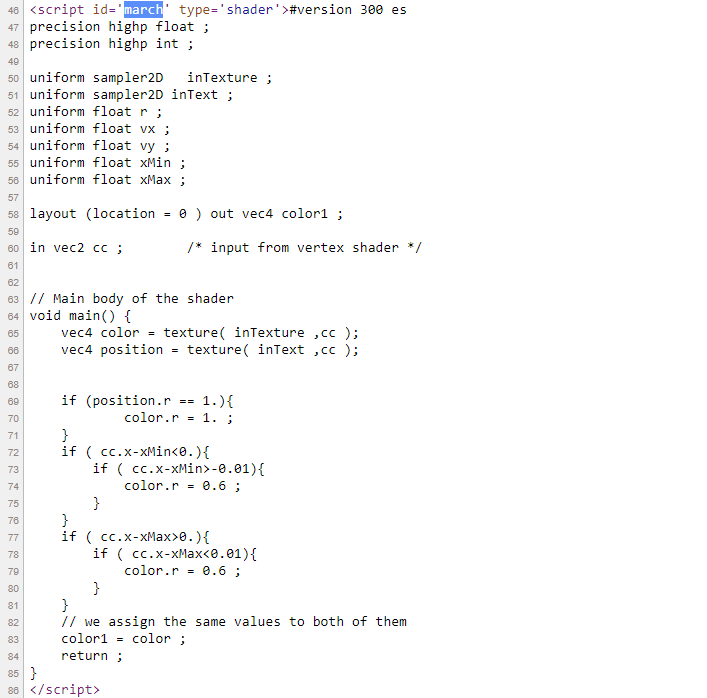 46 <script id='march' type='shader'>#version 300 es
47 precision highp float ;
48 precision highp int ;
49
50 uniform sampler2D   inTexture ;
51 uniform sampler2D inText ;
52 uniform float r ;
53 uniform float vx ;
54 uniform float vy ;
55 uniform float xMin ;
56 uniform float xMax ;
57
58 layout (location = 0 ) out vec4 color1 ;
59
60 in vec2 cc ;        /* input from vertex shader */
61
62
63 // Main body of the shader
64 void main() {
65     vec4 color = texture( inTexture ,cc );
66     vec4 position = texture( inText ,cc );
67
68
69     if (position.r == 1.){
70             color.r = 1. ;
71     }
72     if ( cc.x-xMin<0.){
73         if ( cc.x-xMin>-0.01){
74             color.r = 0.6 ;
75         }
76     }
77     if ( cc.x-xMax>0.){
78         if ( cc.x-xMax<0.01){
79             color.r = 0.6 ;
80         }
81     }
82     // we assign the same values to both of them
83     color1 = color ;
84     return ;
85 }
86 </script>